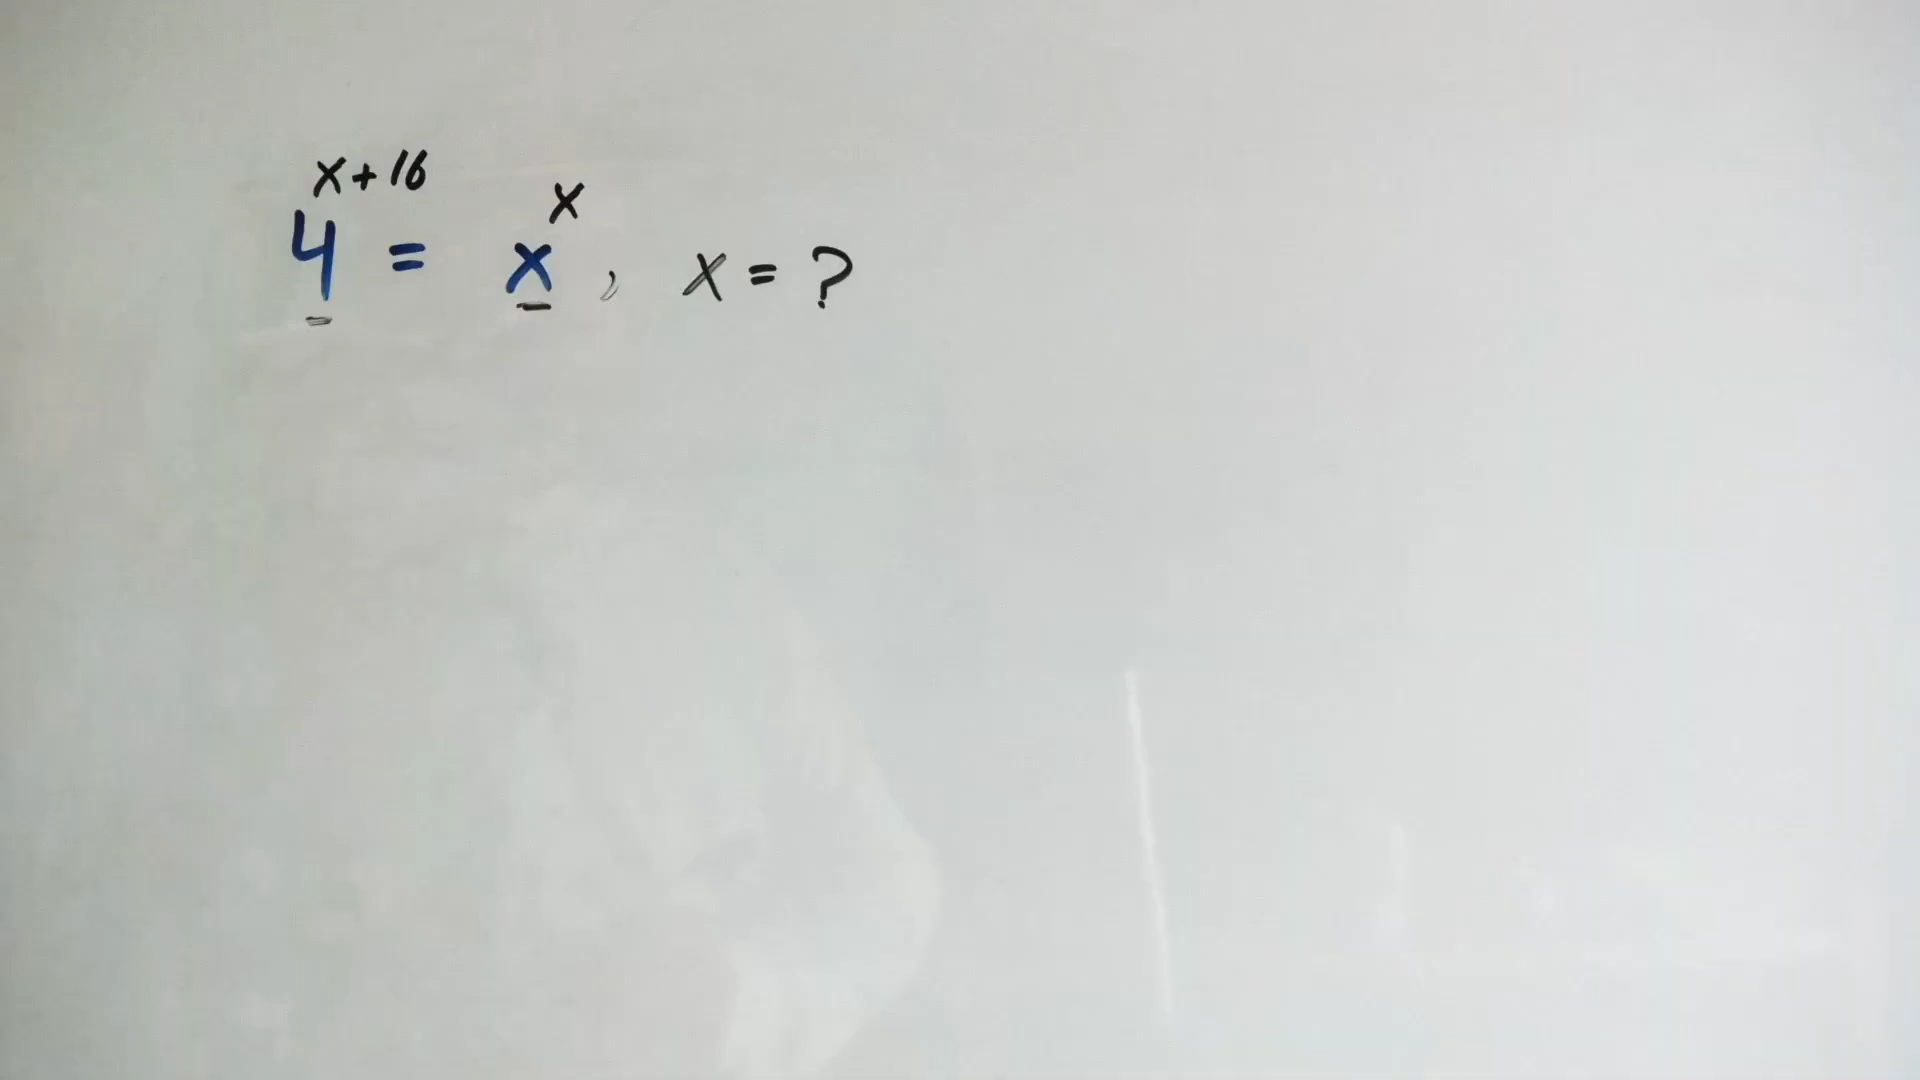 4^{x+16} = x^x, x = ?